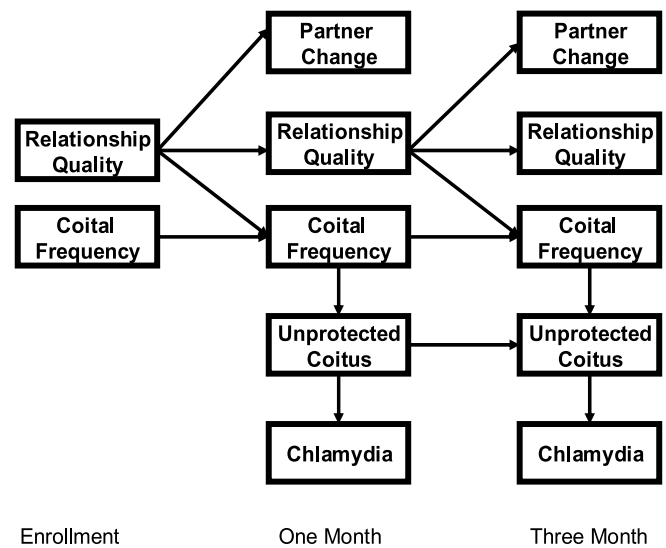 Partner
Change
Partner
Change
Relationship
Quality
Relationship
Quality
Relationship
Quality
Coital
Frequency
Coital
Frequency
Coital
Frequency
Unprotected
Coitus
Unprotected
Coitus
Chlamydia
Chlamydia
Enrollment
One Month
Three Month